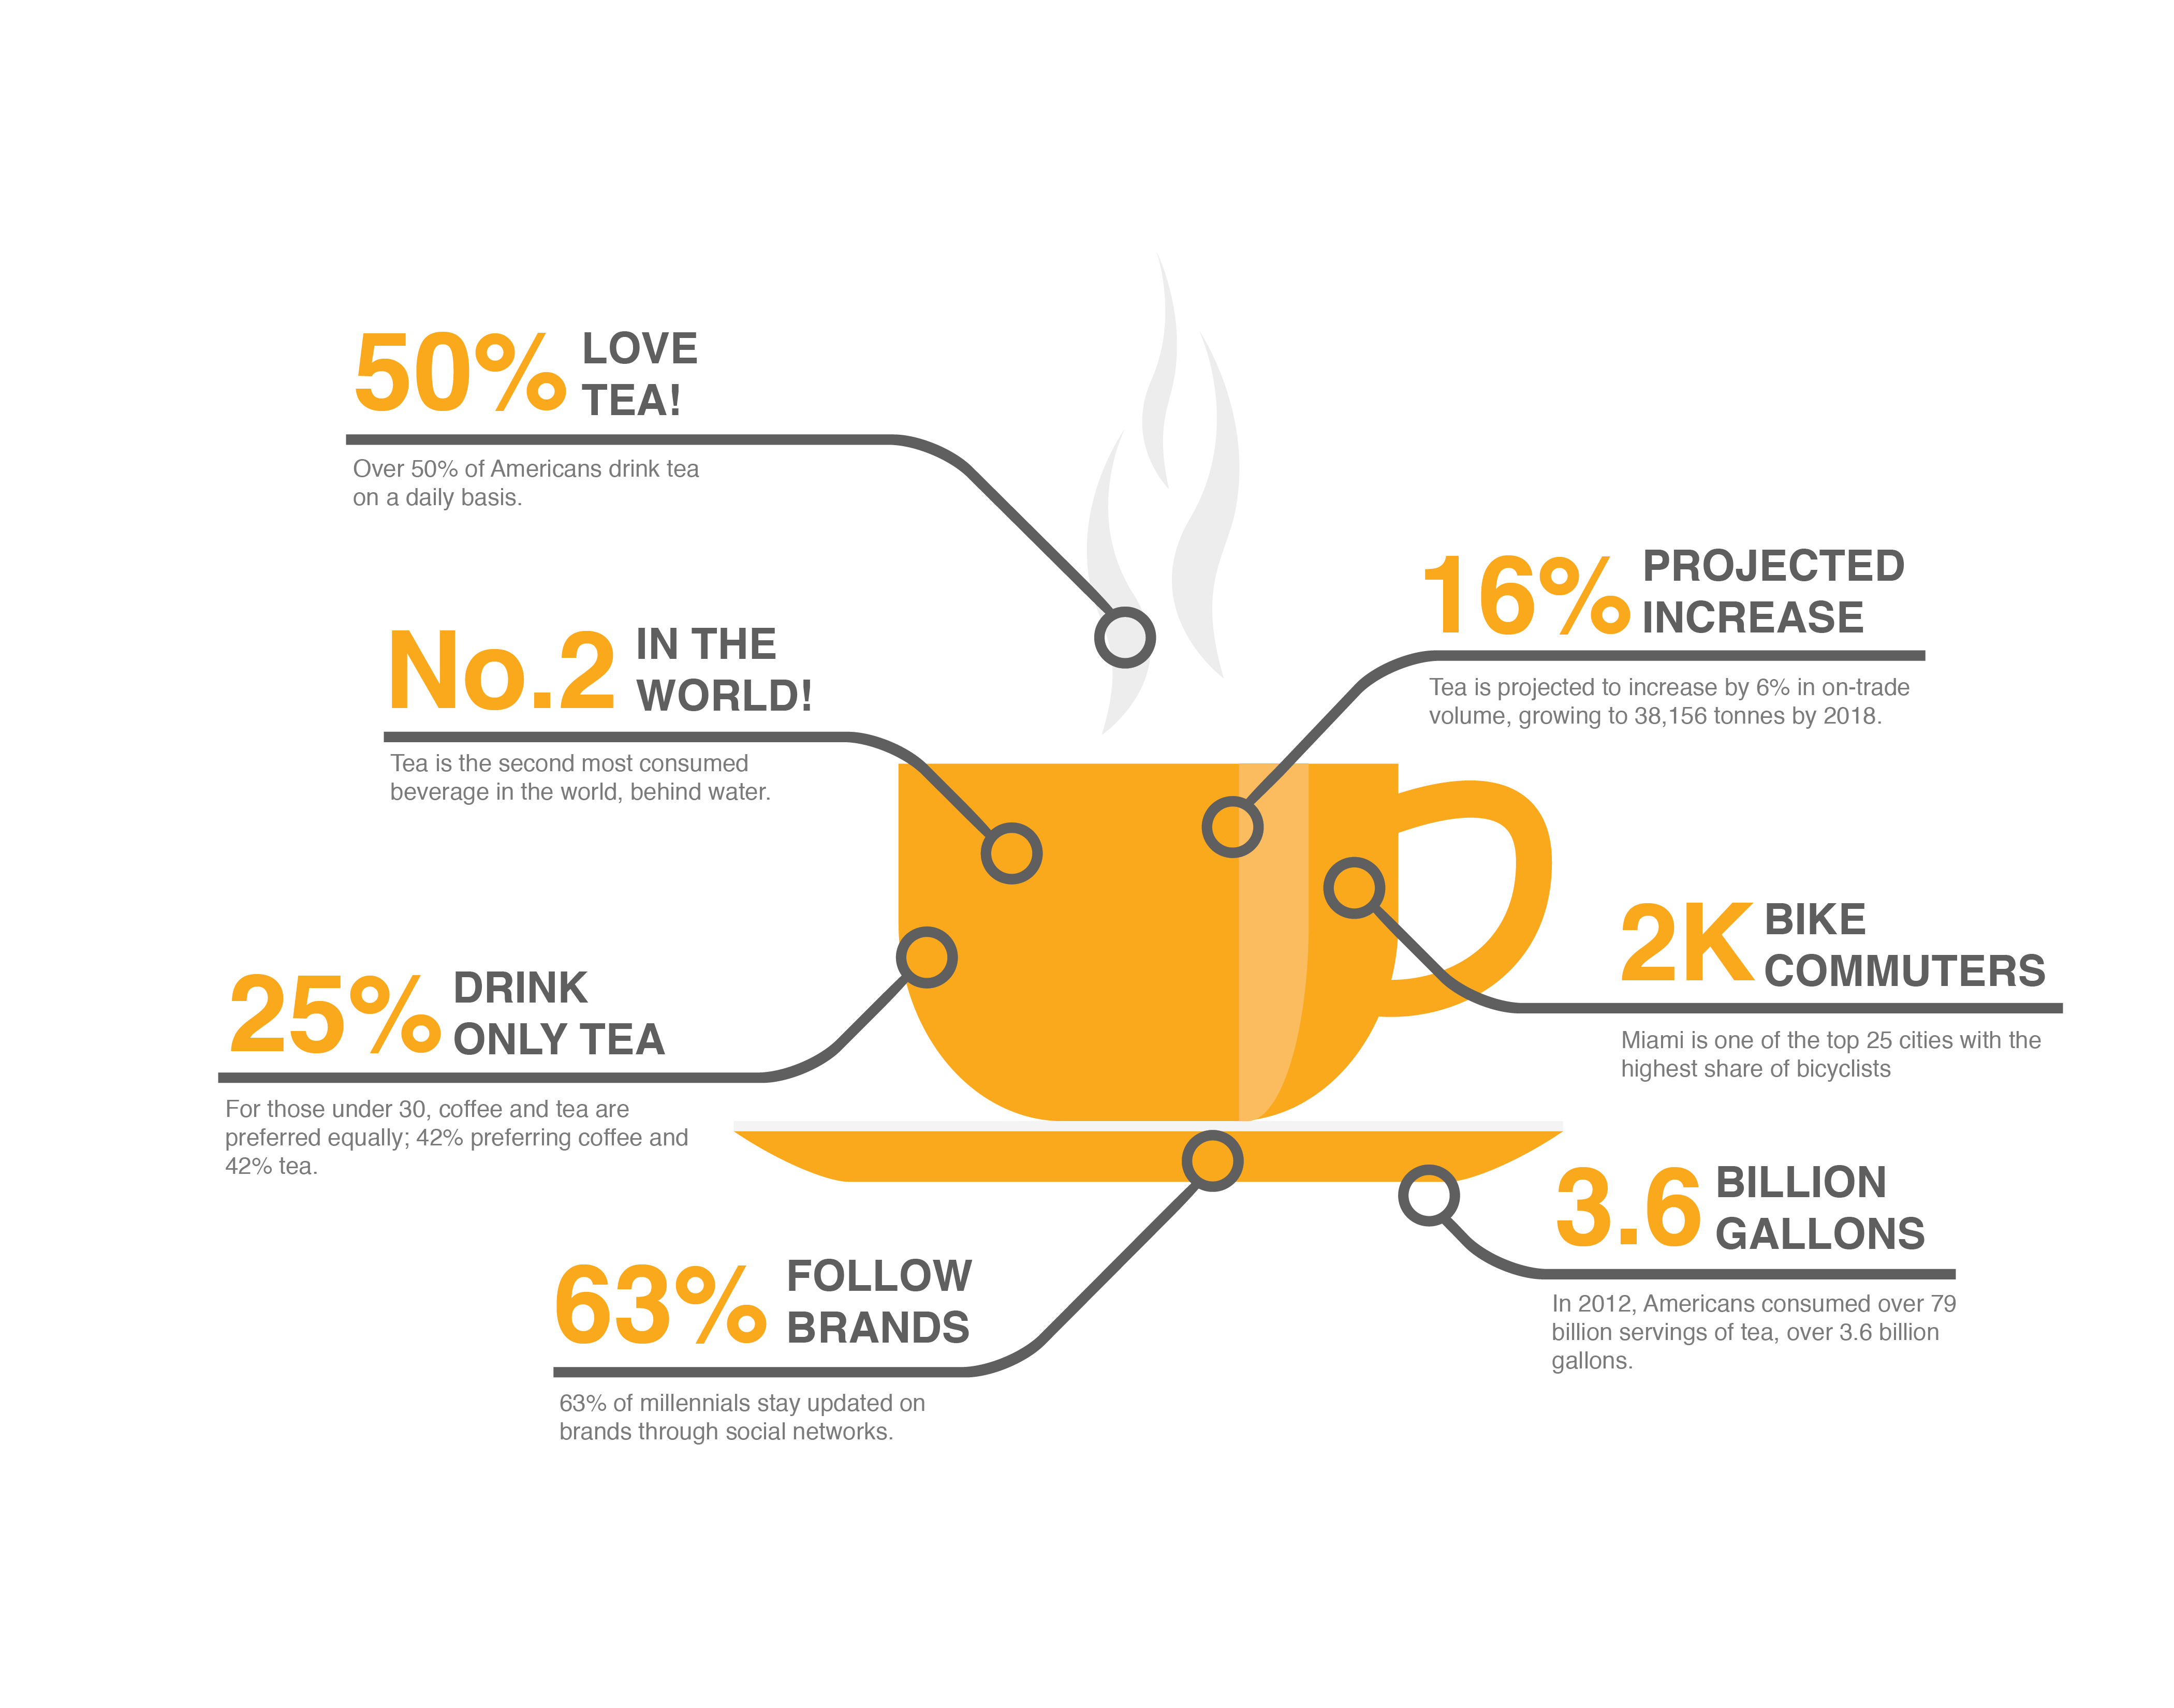 50% LOVE
TEA!
Over 50% of Americans drink tea
on a daily basis.
No.2 IN THE
WORLD!
Tea is the second most consumed
beverage in the world, behind water.
25% DRINK
ONLY TEA
For those under 30, coffee and tea are
preferred equally; 42% preferring coffee and
42% tea.
63% FOLLOW
BRANDS
63% of millennials stay updated on
brands through social networks.
16% PROJECTED
INCREASE
Tea is projected to increase by 6% in on-trade
volume, growing to 38,156 tonnes by 2018.
2K BIKE
COMMUTERS
Miami is one of the top 25 cities with the
highest share of bicyclists
3.6 BILLION
GALLONS
In 2012, Americans consumed over 79
billion servings of tea, over 3.6 billion
gallons.